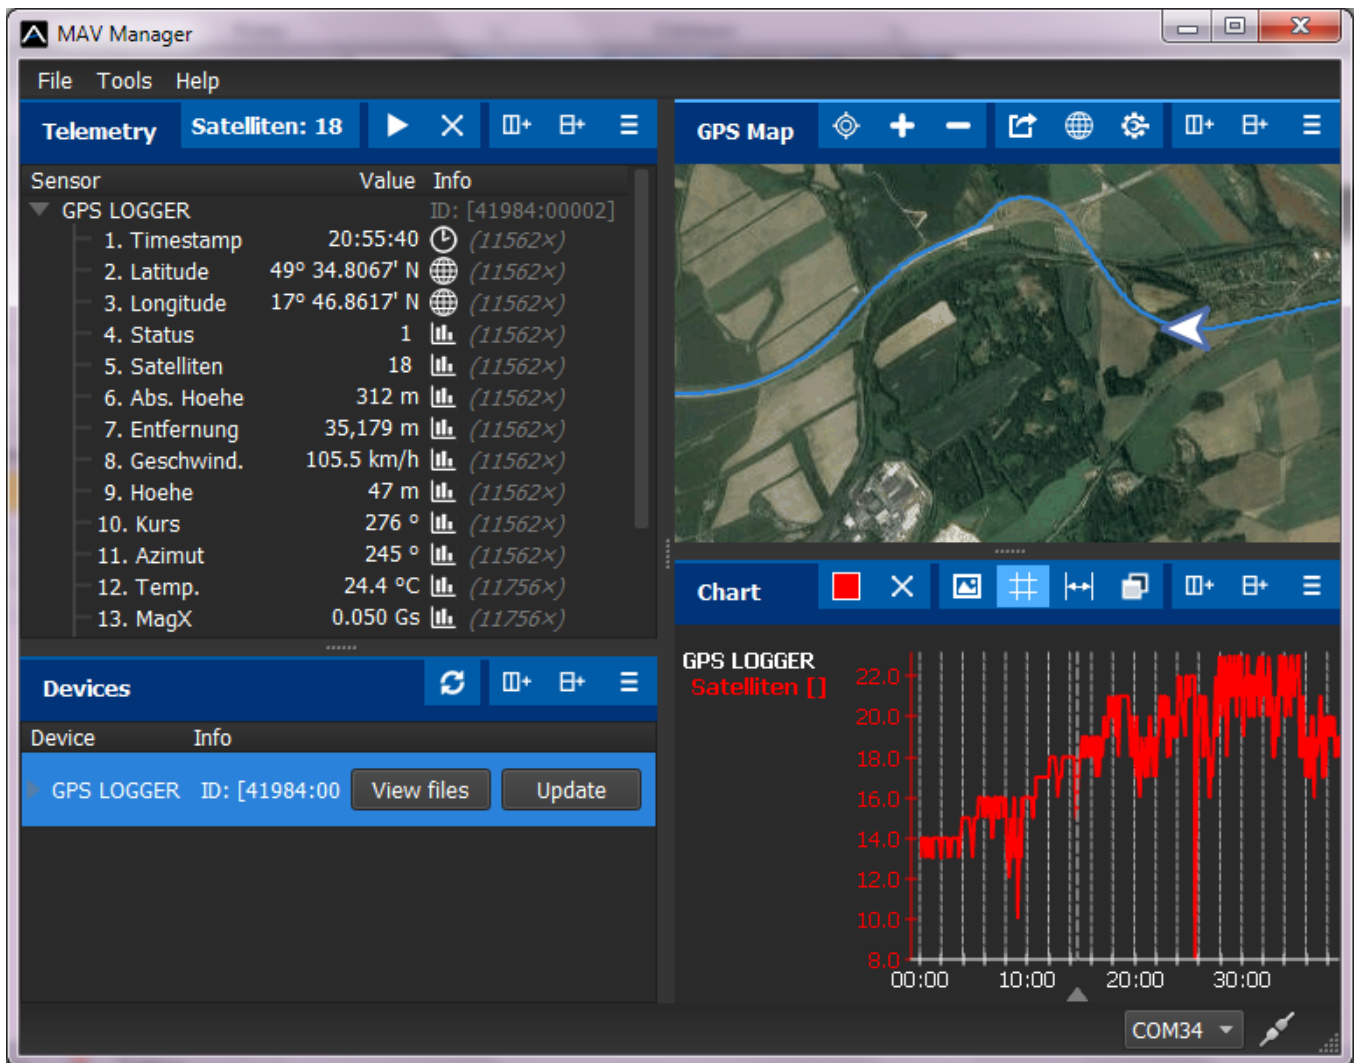 MAV Manager
File Tools Help
Telemetry Satelliten: 18
Sensor Value Info
GPS LOGGER ID: [41984:00002]
1. Timestamp 20:55:40 (11562×)
2. Latitude 49º 34.8067' N (11562×)
3. Longitude 17º 46.8617' N (11562×)
4. Status 1 (11562×)
5. Satelliten 18 (11562×)
6. Abs. Hoehe 312 m (11562×)
7. Entfernung 35,179 m (11562×)
8. Geschwind. 105.5 km/h (11562×)
9. Hoehe 47 m (11562×)
10. Kurs 276 º (11562×)
11. Azimut 245 º (11562×)
12. Temp. 24.4 ºC (11756×)
13. MagX 0.050 Gs (11756×)
Devices
Device Info
GPS LOGGER ID: [41984:00 View files Update
GPS Map
Chart
GPS LOGGER
Satelliten []
22.0
20.0
18.0
16.0
14.0
12.0
10.0
8.0
00:00 10:00 20:00 30:00
COM34